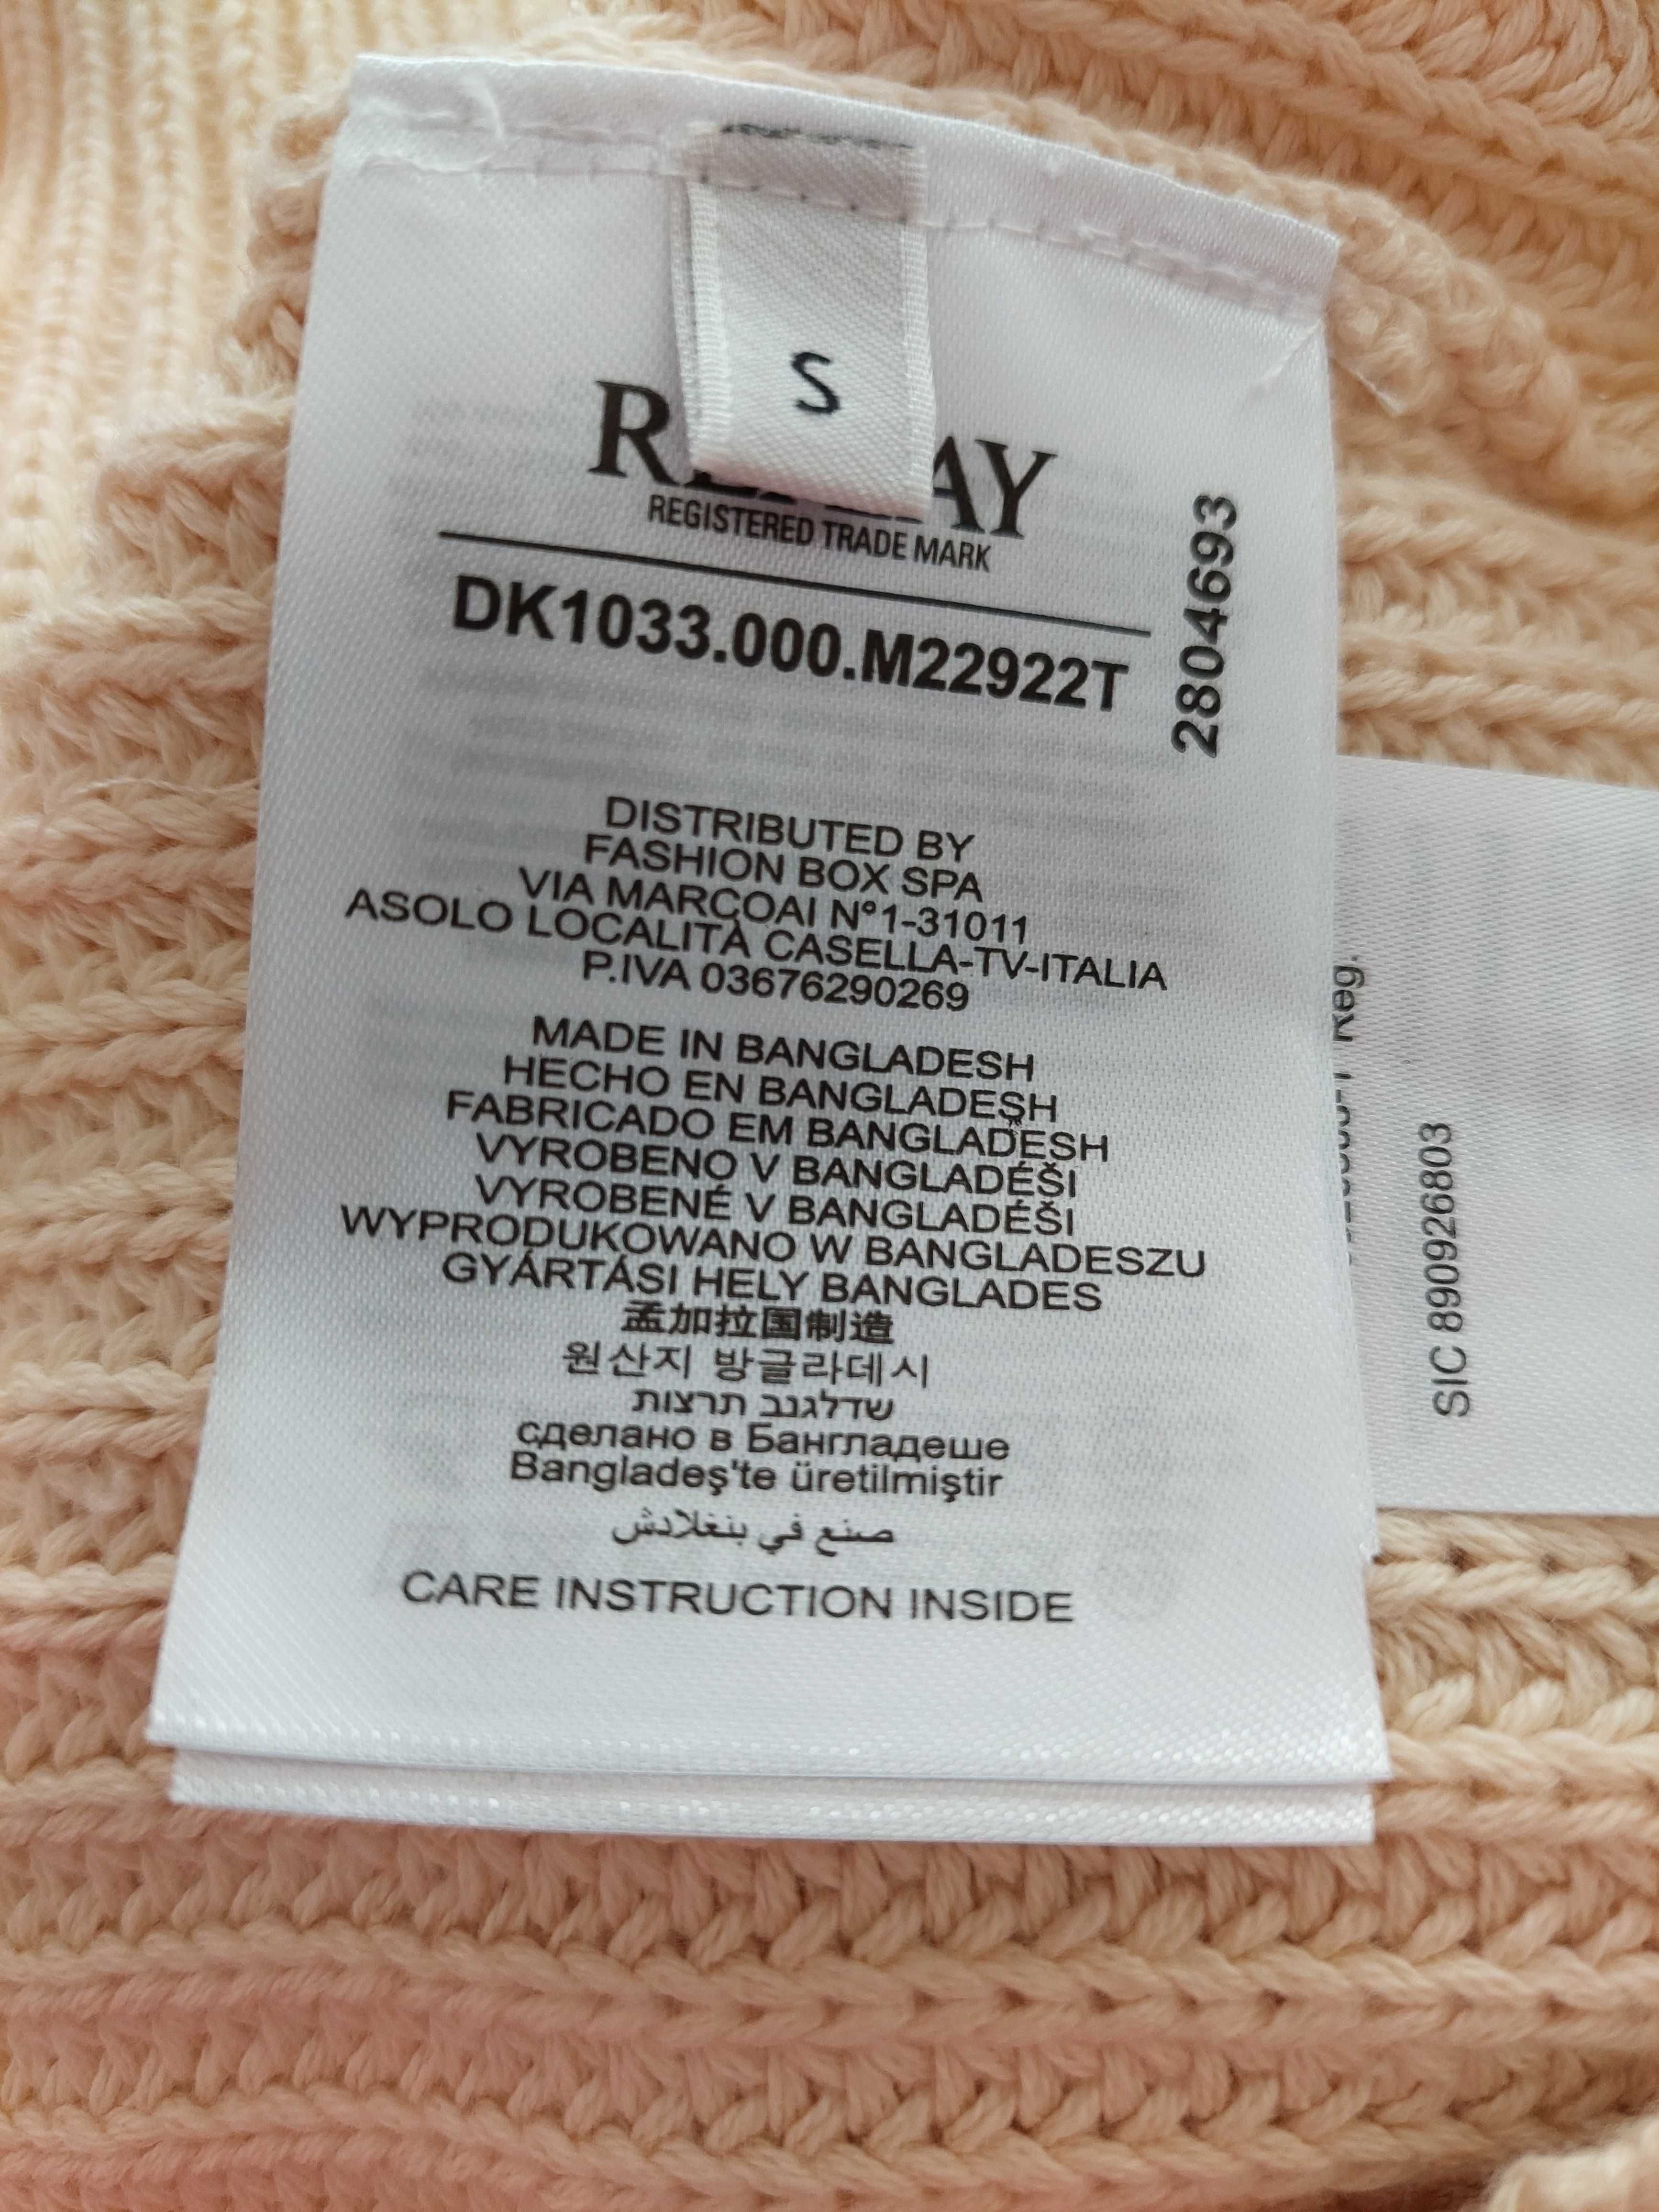 S
REGISTERED TRADE MARK
DK1033.000.M22922T
2804693
DISTRIBUTED BY
FASHION BOX SPA
VIA MARCOAI N°1-31011
ASOLO LOCALITÀ CASELLA-TV-ITALIA
P.IVA 03676290269
MADE IN BANGLADESH
HECHO EN BANGLADESH
FABRICADO EM BANGLADESH
VYROBENO V BANGLADÉŠI
VYROBENÉ V BANGLADÉŠI
WYPRODUKOWANO W BANGLADESZU
GYÁRTÁSI HELY BANGLADES
孟加拉国制造
원산지 방글라데시
שדלגנב תרצות
сделано в Бангладеше
Bangladeş'te üretilmiştir
صنع في بنغلادش
CARE INSTRUCTION INSIDE
Reg.
SIC 890926803